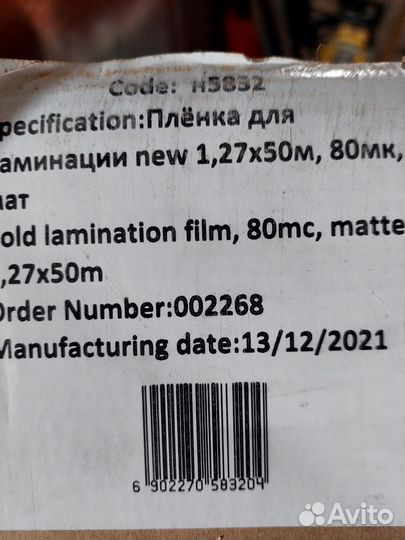 Code: н5832
pecification:Плёнка для
аминации new 1,27х50м, 80мк,
мат
old lamination film, 80mc, matte
,27x50m
Order Number:002268
Manufacturing date:13/12/2021
6 902270 583204
Avito